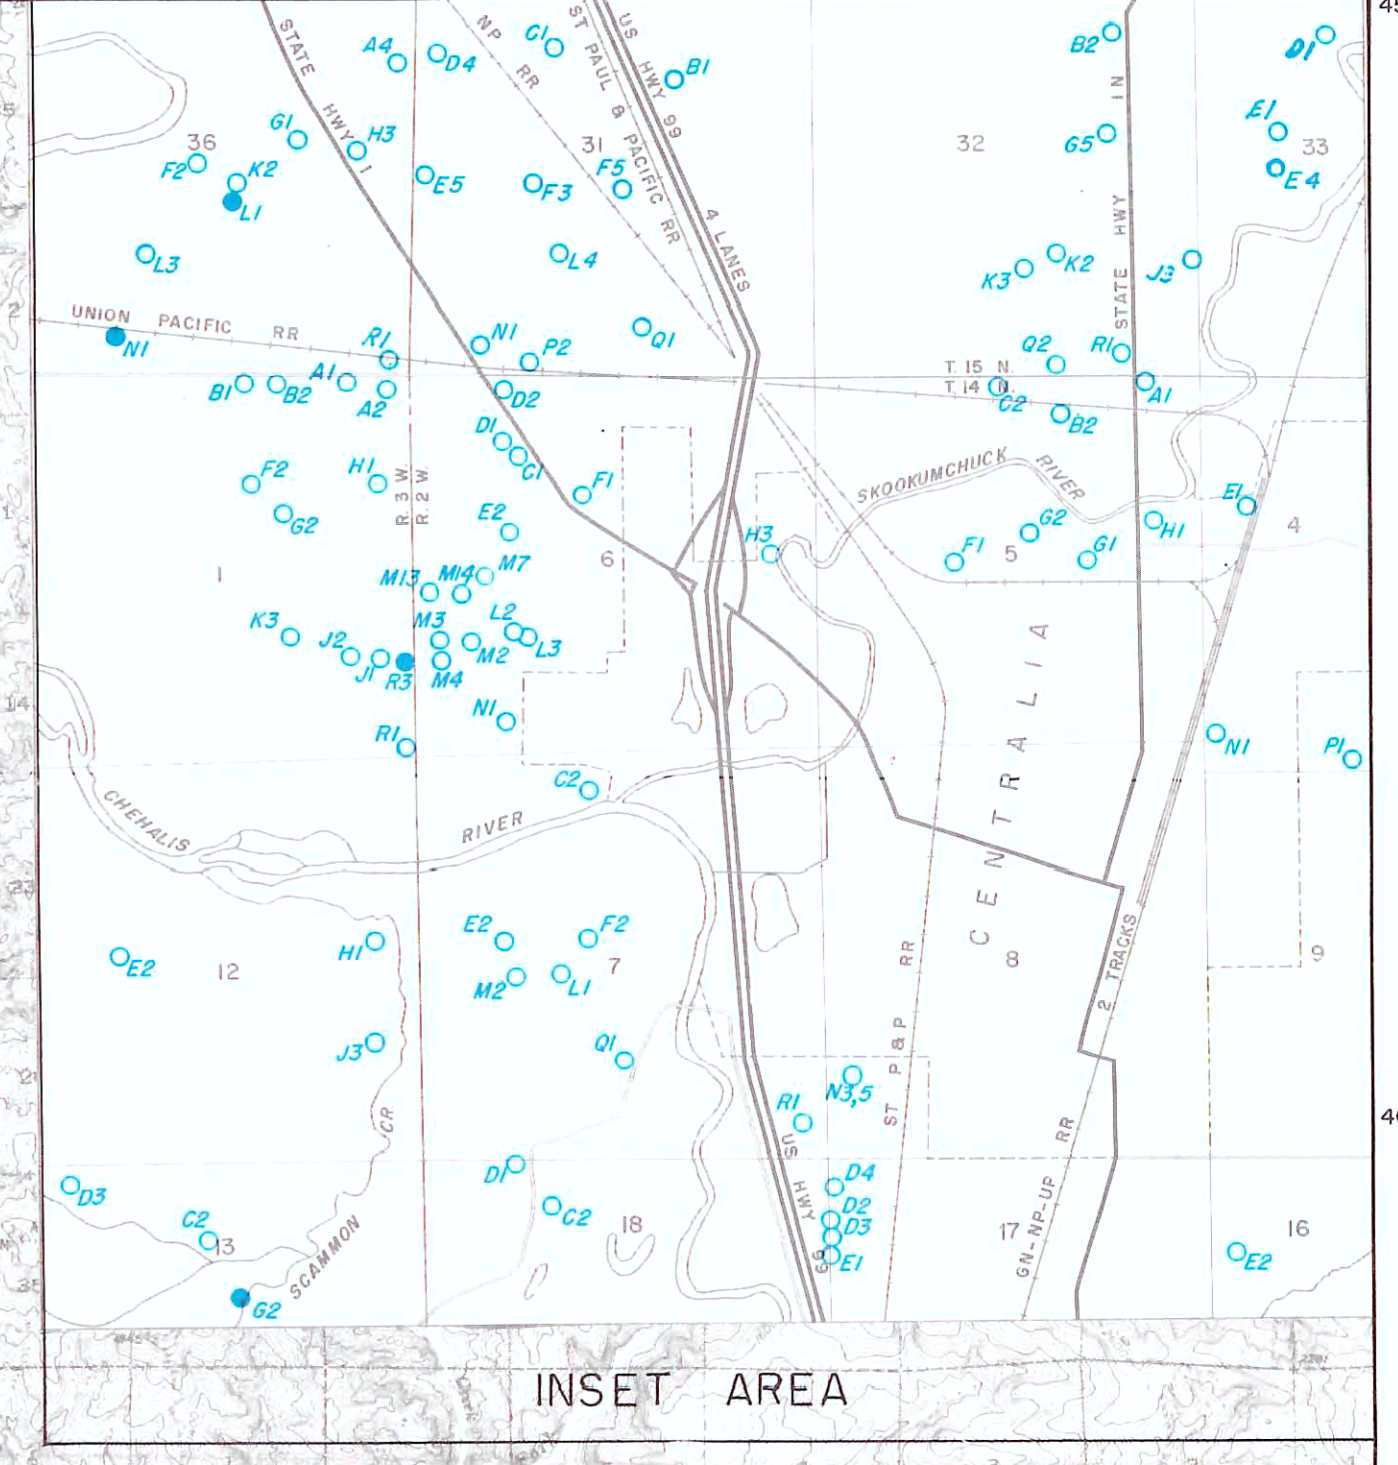 C1
B1
B2
D1
A4
D4
STATE HWY 1
NP RR
ST PAUL & PACIFIC RR
US HWY 99
4 LANES
STATE HWY IN
G1
H3
36
31
32
E1
33
F2
K2
L1
E5
F3
F5
G5
E4
L3
L4
K3
K2
J3
UNION PACIFIC RR
N1
R1
N1
P2
Q1
Q2
R1
T. 15 N.
T. 14 N.
B1
B2
A1
A2
D2
C2
B2
A1
D1
C1
F2
H1
R. 3 W.
R. 2 W.
F1
SKOOKUMCHUCK RIVER
E1
G2
E2
6
H3
F1
5
G2
G1
H1
4
1
M13
M14
M7
K3
J2
J1
R3
M3
M4
M2
L2
L3
N1
R1
C2
CENTRALIA
N1
P1
CHEHALIS RIVER
E2
12
H1
E2
F2
M2
L1
7
8
9
2 TRACKS
J3
Q1
N3,5
R1
ST P&P RR
CR
D1
D3
C2
13
SCAMMON
G2
C2
18
US HWY 99
D4
D2
D3
E1
17
GN-NP-UP RR
16
E2
INSET AREA